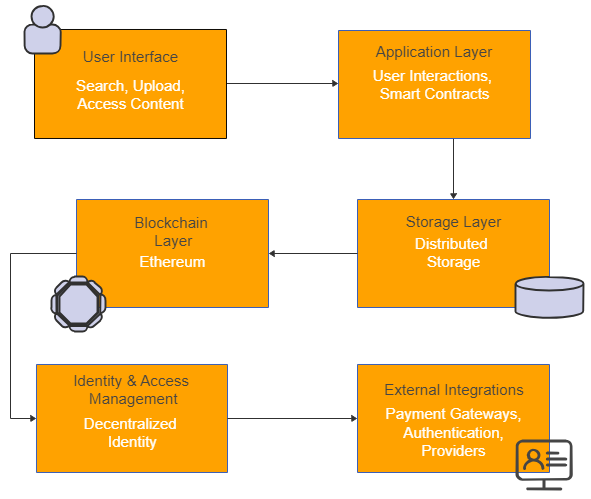 User Interface
Search, Upload,
Access Content
Application Layer
User Interactions,
Smart Contracts
Blockchain
Layer
Ethereum
Storage Layer
Distributed
Storage
Identity & Access
Management
Decentralized
Identity
External Integrations
Payment Gateways,
Authentication,
Providers